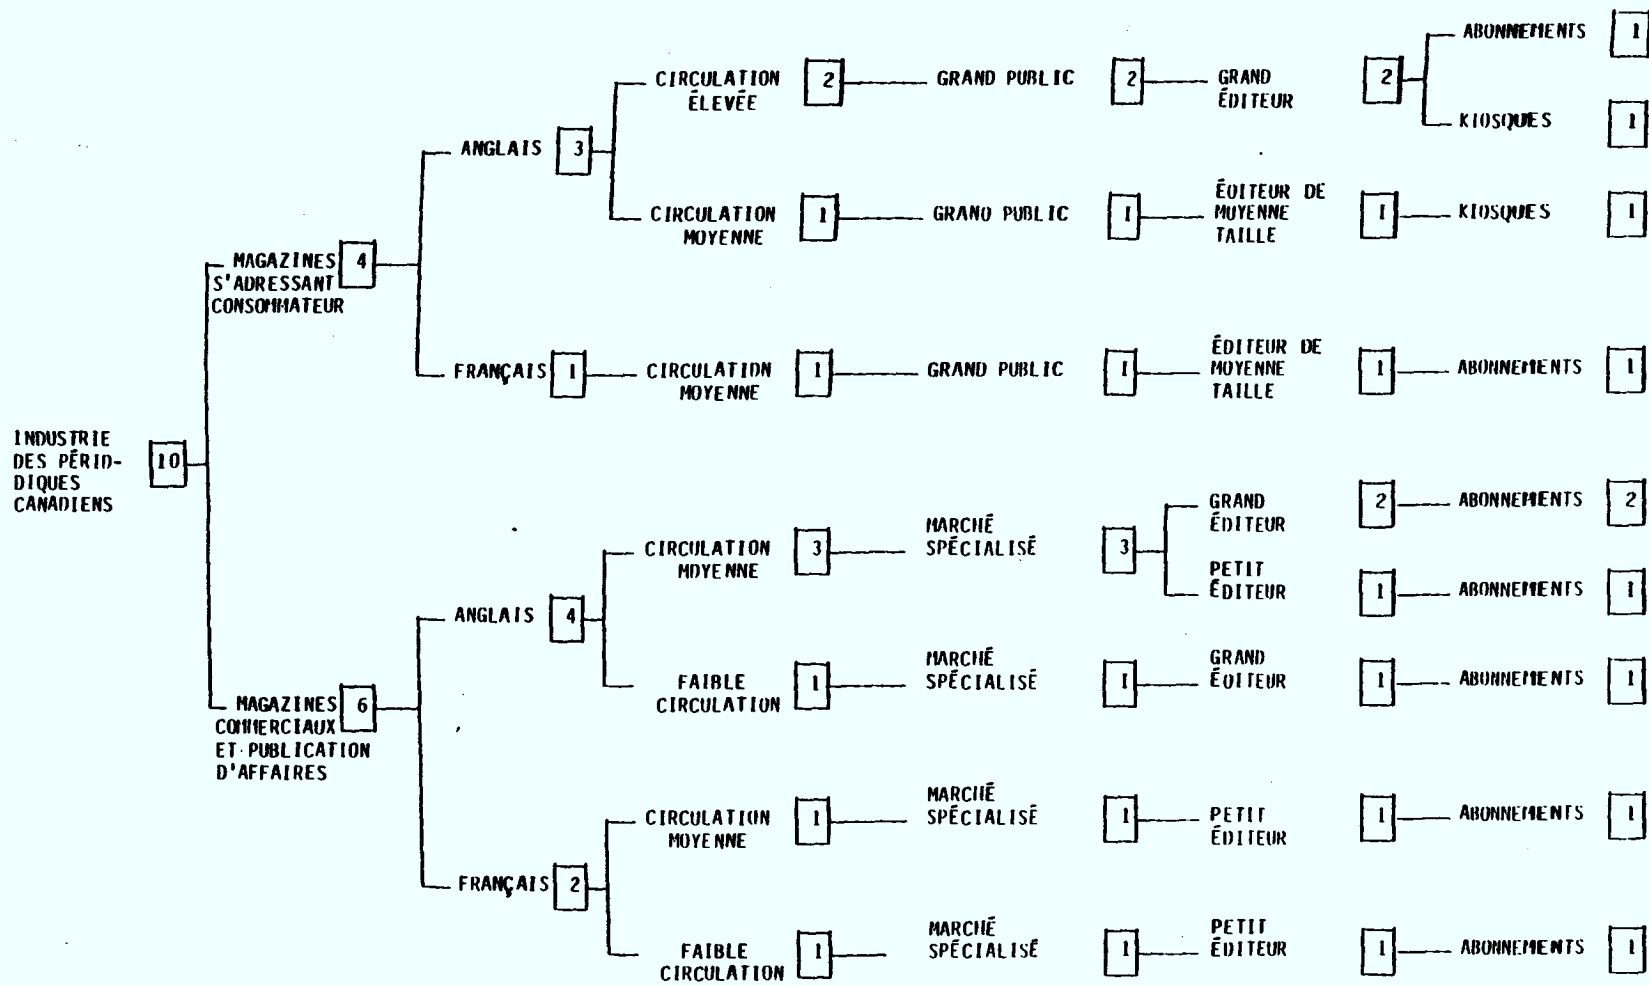 ABONNEMENTS 1
CIRCULATION 2 GRAND PUBLIC 2 GRAND 2
ÉLEVÉE ÉDITEUR
KIOSQUES 1
ANGLAIS 3
CIRCULATION 1 GRAND PUBLIC 1 ÉDITEUR DE 1 KIOSQUES 1
MOYENNE MOYENNE
TAILLE
MAGAZINES 4
S'ADRESSANT
CONSOMMATEUR
FRANÇAIS 1 CIRCULATION 1 GRAND PUBLIC 1 ÉDITEUR DE 1 ABONNEMENTS 1
MOYENNE MOYENNE
TAILLE
INDUSTRIE
DES PÉRIO- 10
DIQUES
CANADIENS
GRAND 2 ABONNEMENTS 2
ÉDITEUR
CIRCULATION 3 MARCHÉ 3
MOYENNE SPÉCIALISÉ
PETIT 1 ABONNEMENTS 1
ÉDITEUR
ANGLAIS 4
FAIBLE 1 MARCHÉ 1 GRAND 1 ABONNEMENTS 1
CIRCULATION SPÉCIALISÉ ÉDITEUR
MAGAZINES 6
COMMERCIAUX
ET PUBLICATION
D'AFFAIRES
CIRCULATION 1 MARCHÉ 1 PETIT 1 ABONNEMENTS 1
MOYENNE SPÉCIALISÉ ÉDITEUR
FRANÇAIS 2
FAIBLE 1 MARCHÉ 1 PETIT 1 ABONNEMENTS 1
CIRCULATION SPÉCIALISÉ ÉDITEUR